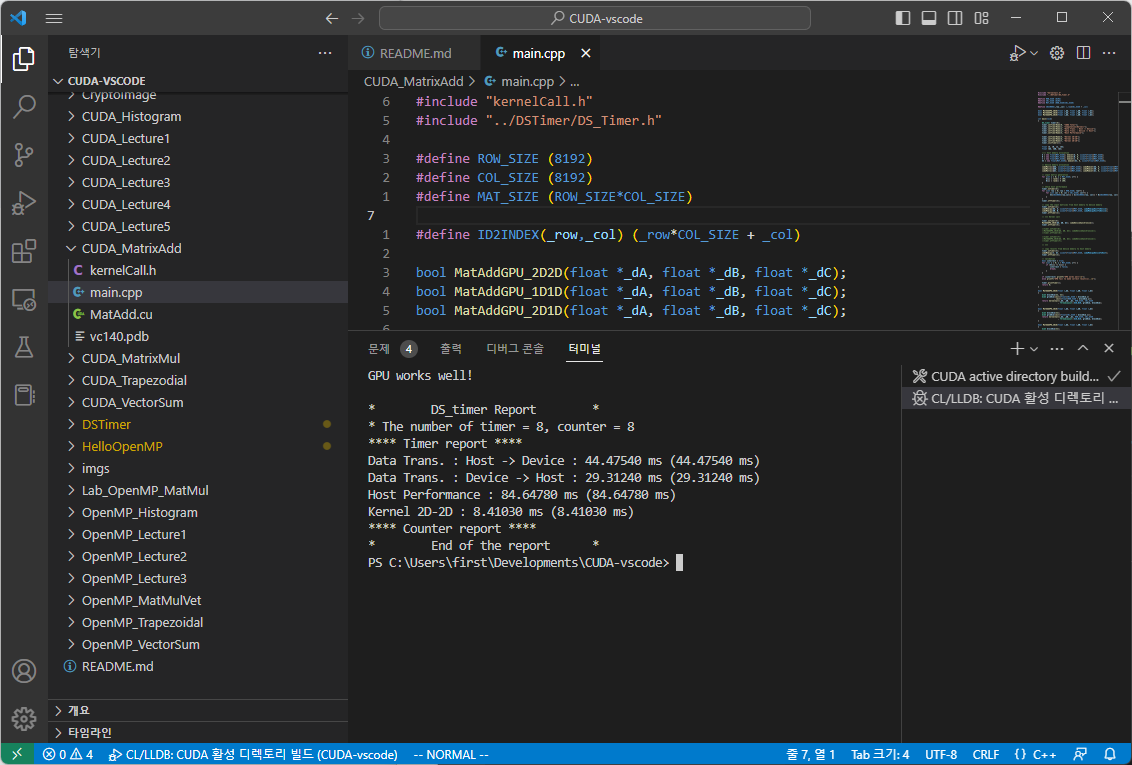 CUDA-vscode
탐색기
CUDA-VSCODE
CryptoImage
CUDA_Histogram
CUDA_Lecture1
CUDA_Lecture2
CUDA_Lecture3
CUDA_Lecture4
CUDA_Lecture5
CUDA_MatrixAdd
kernelCall.h
main.cpp
MatAdd.cu
vc140.pdb
CUDA_MatrixMul
CUDA_Trapezodial
CUDA_VectorSum
DSTimer
HelloOpenMP
imgs
Lab_OpenMP_MatMul
OpenMP_Histogram
OpenMP_Lecture1
OpenMP_Lecture2
OpenMP_Lecture3
OpenMP_MatMulVet
OpenMP_Trapezoidal
OpenMP_VectorSum
README.md
개요
타임라인
README.md main.cpp
CUDA_MatrixAdd > main.cpp > ...
6 #include "kernelCall.h"
5 #include "../DSTimer/DS_Timer.h"
4
3 #define ROW_SIZE (8192)
2 #define COL_SIZE (8192)
1 #define MAT_SIZE (ROW_SIZE*COL_SIZE)
7
1 #define ID2INDEX(_row,_col) (_row*COL_SIZE + _col)
2
3 bool MatAddGPU_2D2D(float *_dA, float *_dB, float *_dC);
4 bool MatAddGPU_1D1D(float *_dA, float *_dB, float *_dC);
5 bool MatAddGPU_2D1D(float *_dA, float *_dB, float *_dC);
6
문제 4 출력 디버그 콘솔 터미널
GPU works well!
* DS_timer Report *
* The number of timer = 8, counter = 8
**** Timer report ****
Data Trans. : Host -> Device : 44.47540 ms (44.47540 ms)
Data Trans. : Device -> Host : 29.31240 ms (29.31240 ms)
Host Performance : 84.64780 ms (84.64780 ms)
Kernel 2D-2D : 8.41030 ms (8.41030 ms)
**** Counter report ****
* End of the report *
PS C:\Users\first\Developments\CUDA-vscode>
CUDA active directory build...
CL/LLDB: CUDA 활성 디렉토리 ...
0 4 CL/LLDB: CUDA 활성 디렉토리 빌드 (CUDA-vscode) -- NORMAL -- 줄 7, 열 1 Tab 크기: 4 UTF-8 CRLF {} C++